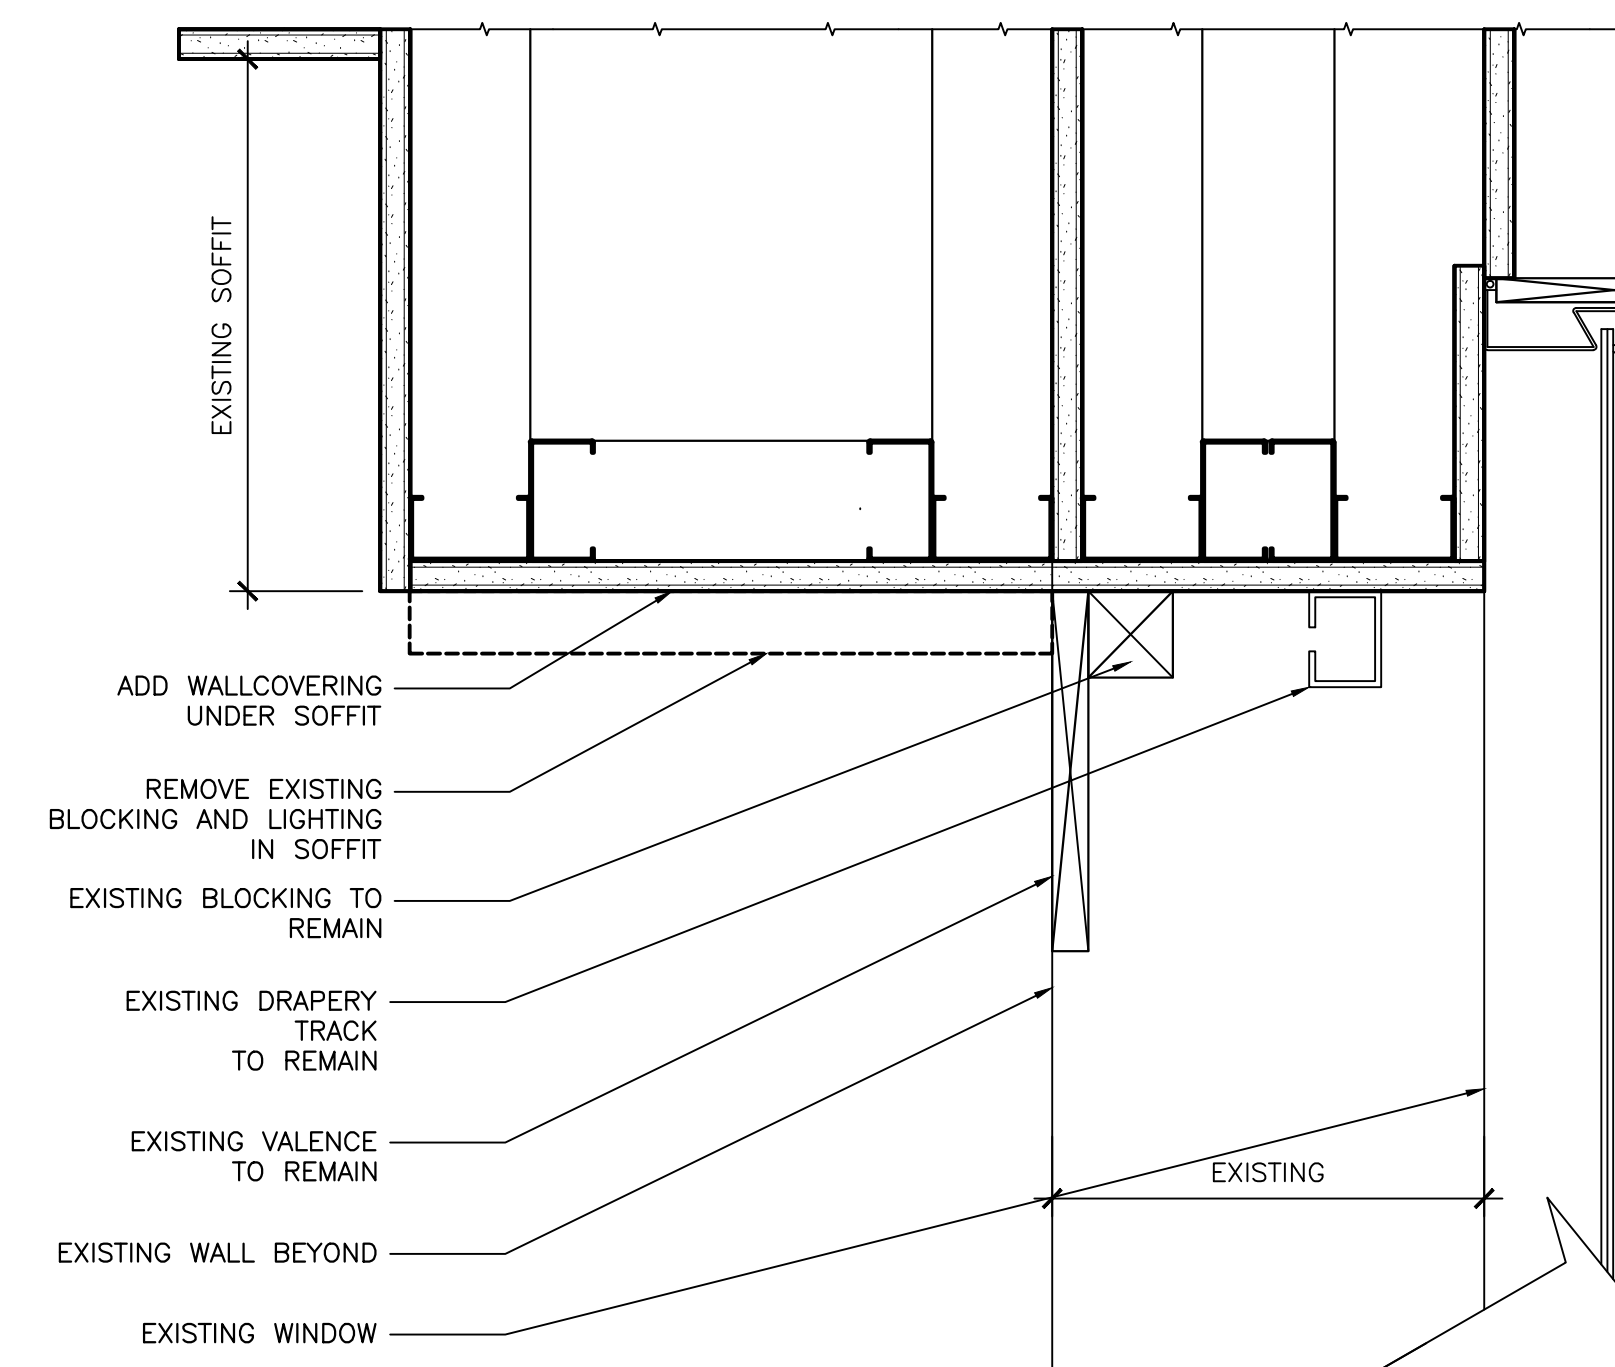 EXISTING SOFFIT
ADD WALLCOVERING
UNDER SOFFIT
REMOVE EXISTING
BLOCKING AND LIGHTING
IN SOFFIT
EXISTING BLOCKING TO
REMAIN
EXISTING DRAPERY
TRACK
TO REMAIN
EXISTING VALENCE
TO REMAIN
EXISTING
EXISTING WALL BEYOND
EXISTING WINDOW